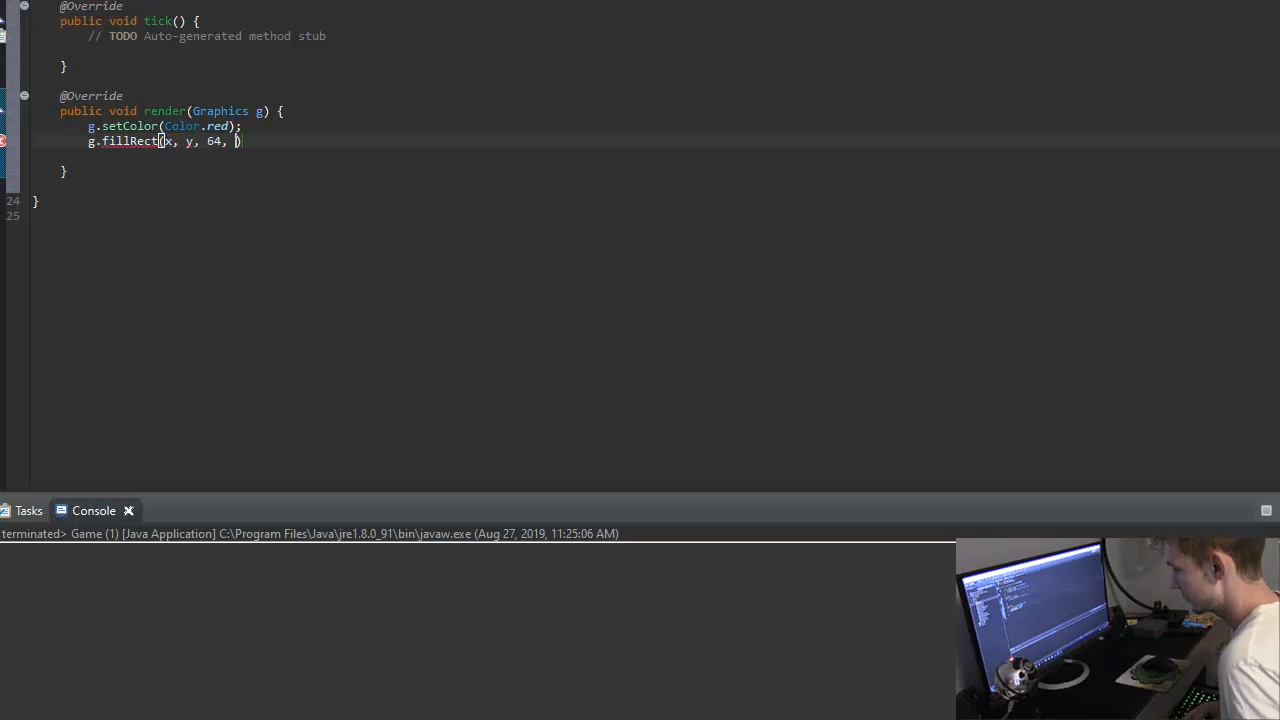 @Override
public void tick() {
// TODO Auto-generated method stub
}
@Override
public void render(Graphics g) {
g.setColor(Color.red);
g.fillRect(x, y, 64, )
}
24 }
25
Tasks Console
terminated> Game (1) [Java Application] C:\Program Files\Java\jre1.8.0_91\bin\javaw.exe (Aug 27, 2019, 11:25:06 AM)